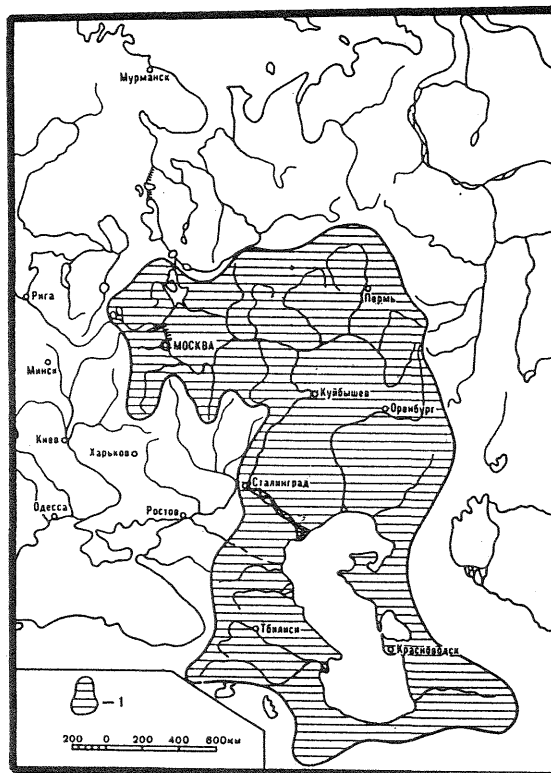 Мурманск
Рига
Пермь
МОСКВА
Минск
Куйбышев
Оренбург
Киев
Харьков
Сталинград
Одесса
Ростов
Тбилиси
Красноводск
— 1
200 0 200 400 600км